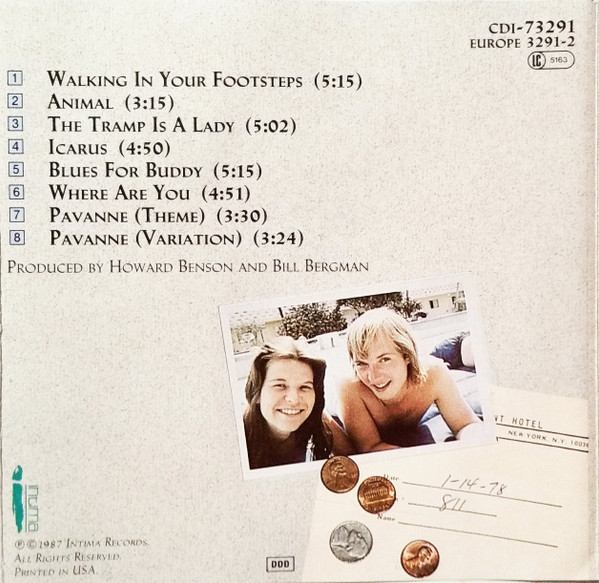 CDI-73291
EUROPE 3291-2
LC 5163
1 WALKING IN YOUR FOOTSTEPS (5:15)
2 ANIMAL (3:15)
3 THE TRAMP IS A LADY (5:02)
4 ICARUS (4:50)
5 BLUES FOR BUDDY (5:15)
6 WHERE ARE YOU (4:51)
7 PAVANNE (THEME) (3:30)
8 PAVANNE (VARIATION) (3:24)
PRODUCED BY HOWARD BENSON AND BILL BERGMAN
NT HOTEL
NEW YORK, N.Y. 1003
Date 1-14-78
811
Name
intima
℗ © 1987 INTIMA RECORDS.
ALL RIGHTS RESERVED.
PRINTED IN USA.
DDD